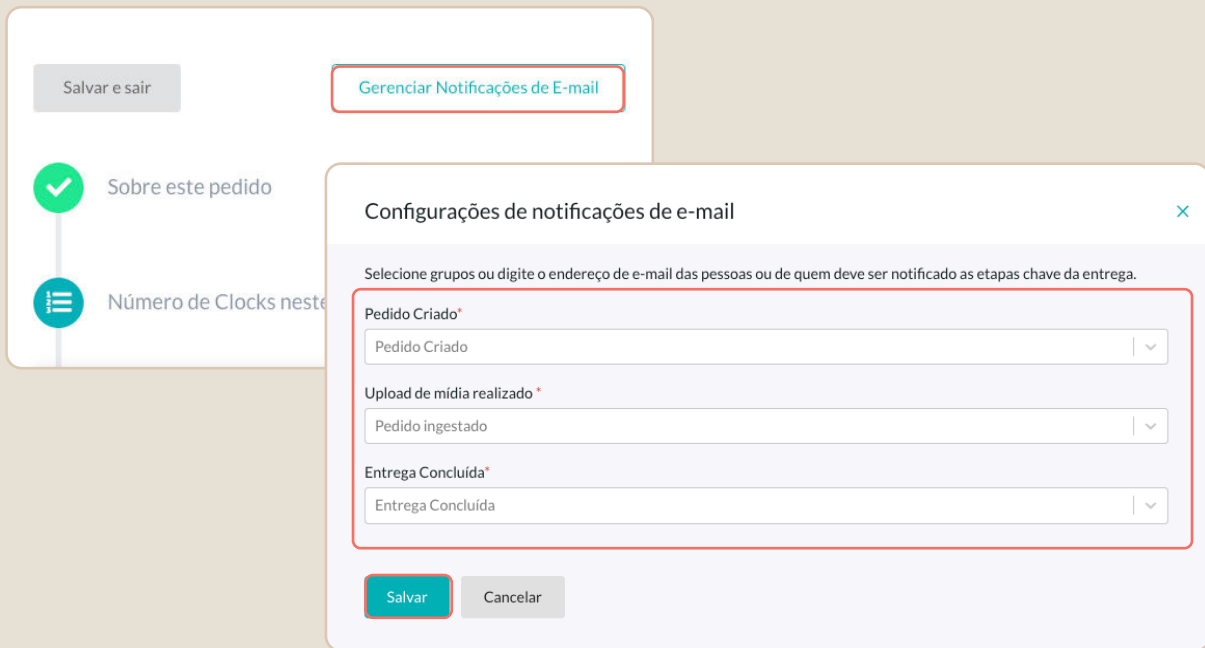 Salvar e sair
Gerenciar Notificações de E-mail
Sobre este pedido
Número de Clocks neste
Configurações de notificações de e-mail
Selecione grupos ou digite o endereço de e-mail das pessoas ou de quem deve ser notificado as etapas chave da entrega.
Pedido Criado*
Pedido Criado
Upload de mídia realizado *
Pedido ingestado
Entrega Concluída*
Entrega Concluída
Salvar
Cancelar